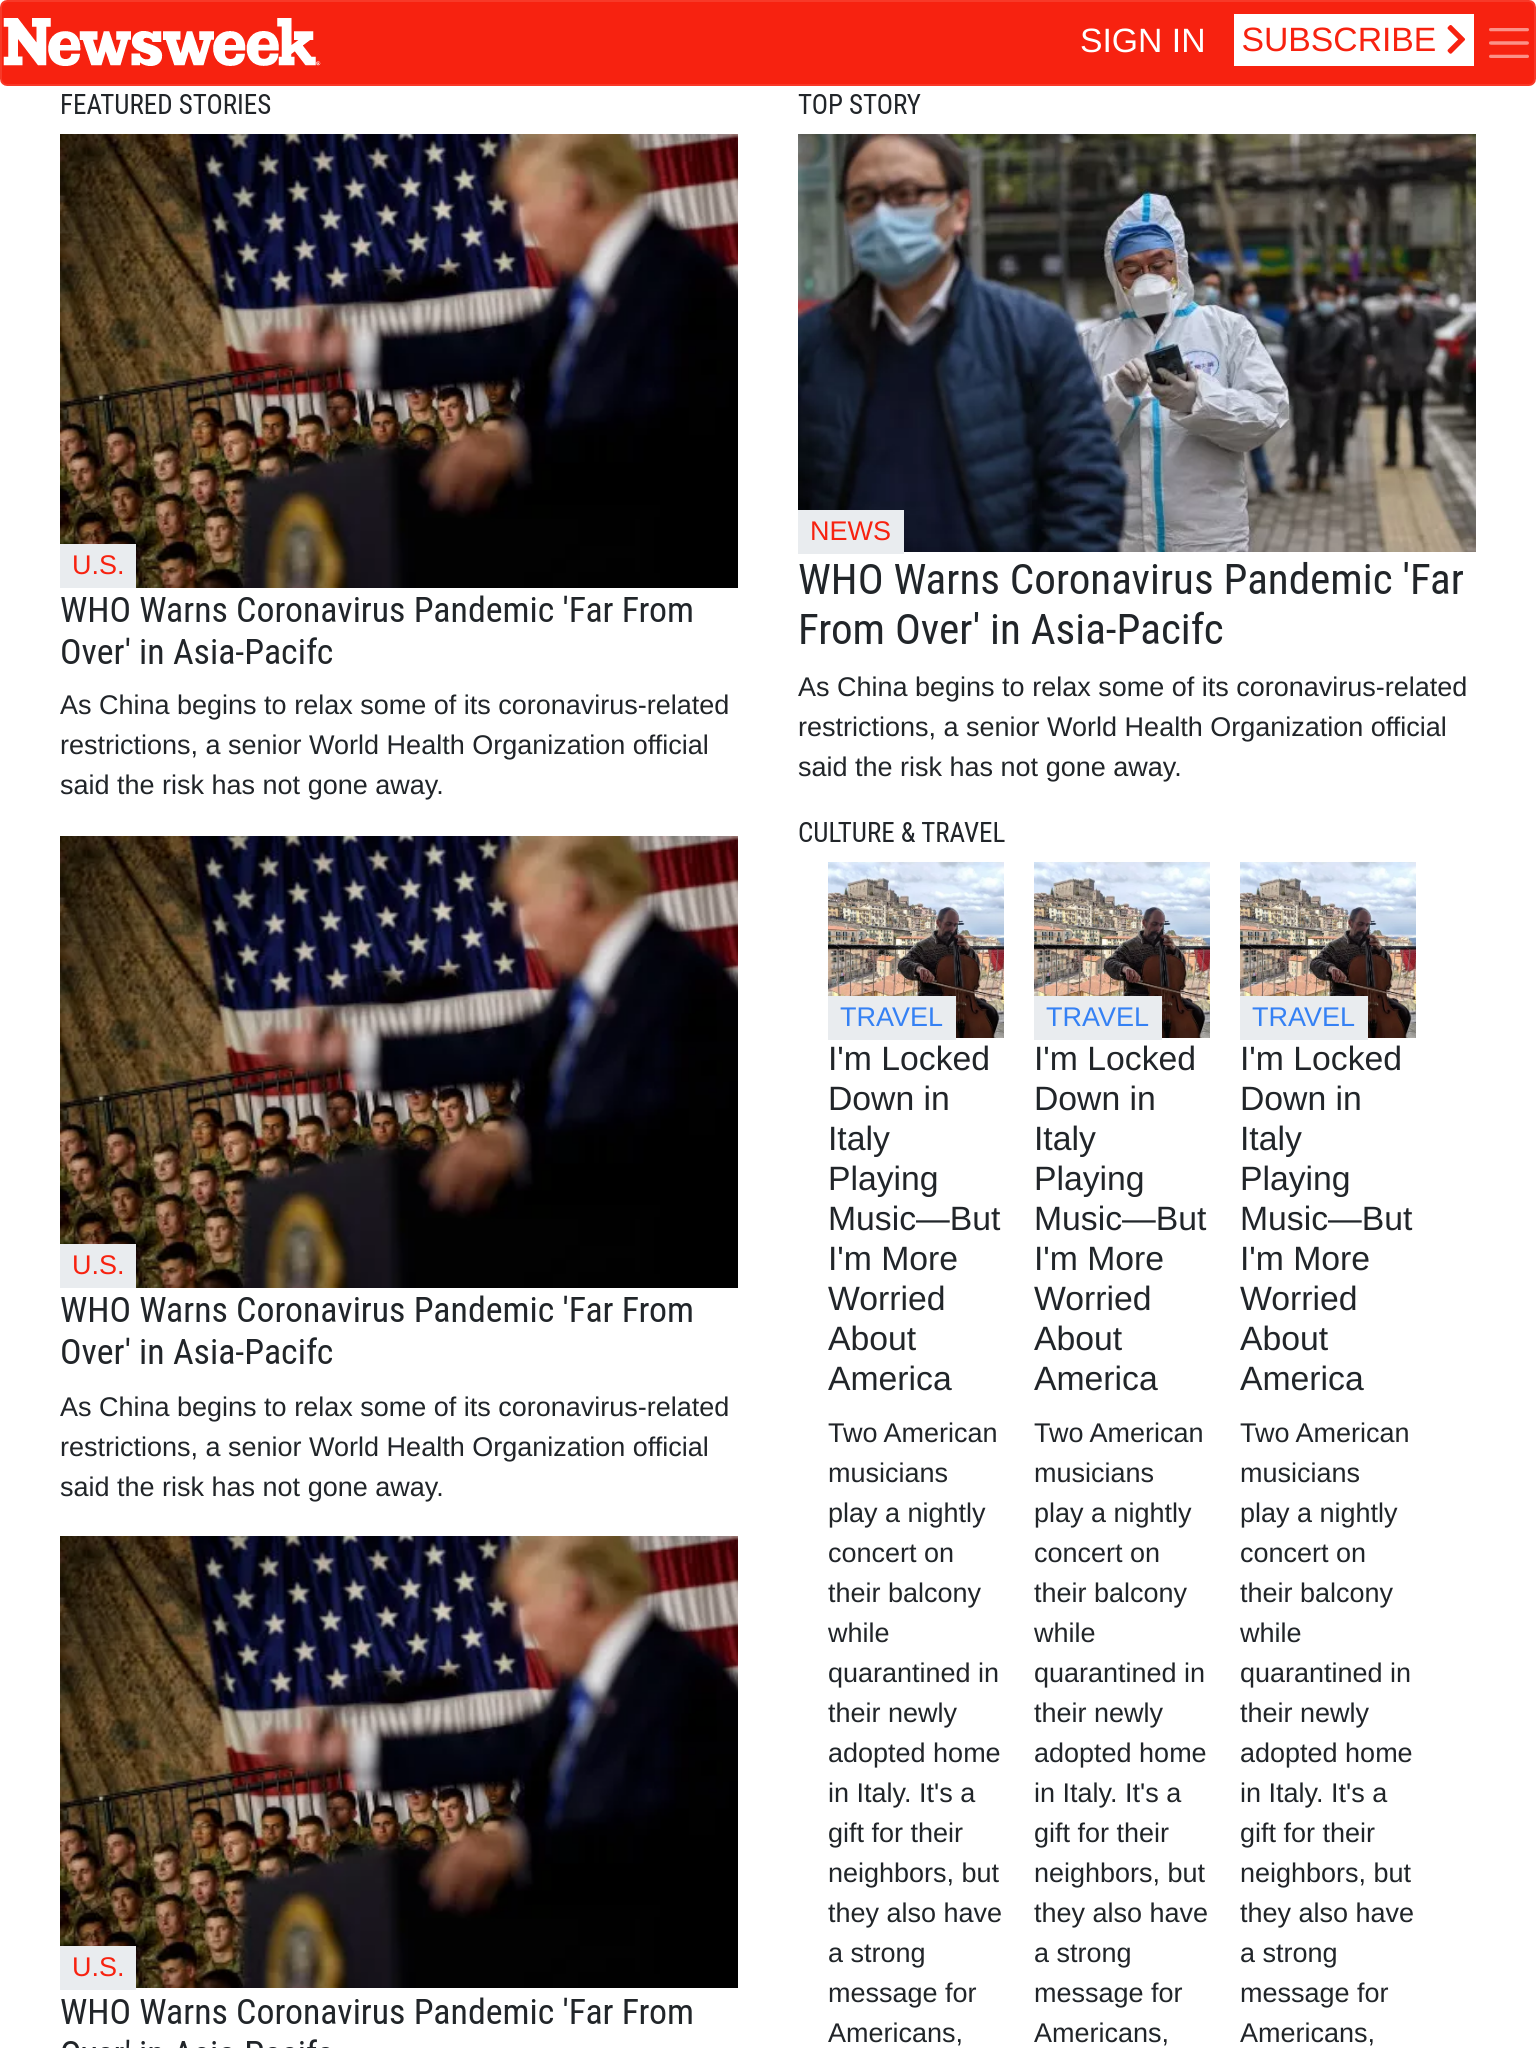 Newsweek
SIGN IN
SUBSCRIBE
FEATURED STORIES
U.S.
WHO Warns Coronavirus Pandemic 'Far From
Over' in Asia-Pacifc
As China begins to relax some of its coronavirus-related
restrictions, a senior World Health Organization official
said the risk has not gone away.
U.S.
WHO Warns Coronavirus Pandemic 'Far From
Over' in Asia-Pacifc
As China begins to relax some of its coronavirus-related
restrictions, a senior World Health Organization official
said the risk has not gone away.
U.S.
WHO Warns Coronavirus Pandemic 'Far From
Over' in Asia-Pacifc
TOP STORY
NEWS
WHO Warns Coronavirus Pandemic 'Far
From Over' in Asia-Pacifc
As China begins to relax some of its coronavirus-related
restrictions, a senior World Health Organization official
said the risk has not gone away.
CULTURE & TRAVEL
TRAVEL
I'm Locked
Down in
Italy
Playing
Music—But
I'm More
Worried
About
America
Two American
musicians
play a nightly
concert on
their balcony
while
quarantined in
their newly
adopted home
in Italy. It's a
gift for their
neighbors, but
they also have
a strong
message for
Americans,
TRAVEL
I'm Locked
Down in
Italy
Playing
Music—But
I'm More
Worried
About
America
Two American
musicians
play a nightly
concert on
their balcony
while
quarantined in
their newly
adopted home
in Italy. It's a
gift for their
neighbors, but
they also have
a strong
message for
Americans,
TRAVEL
I'm Locked
Down in
Italy
Playing
Music—But
I'm More
Worried
About
America
Two American
musicians
play a nightly
concert on
their balcony
while
quarantined in
their newly
adopted home
in Italy. It's a
gift for their
neighbors, but
they also have
a strong
message for
Americans,